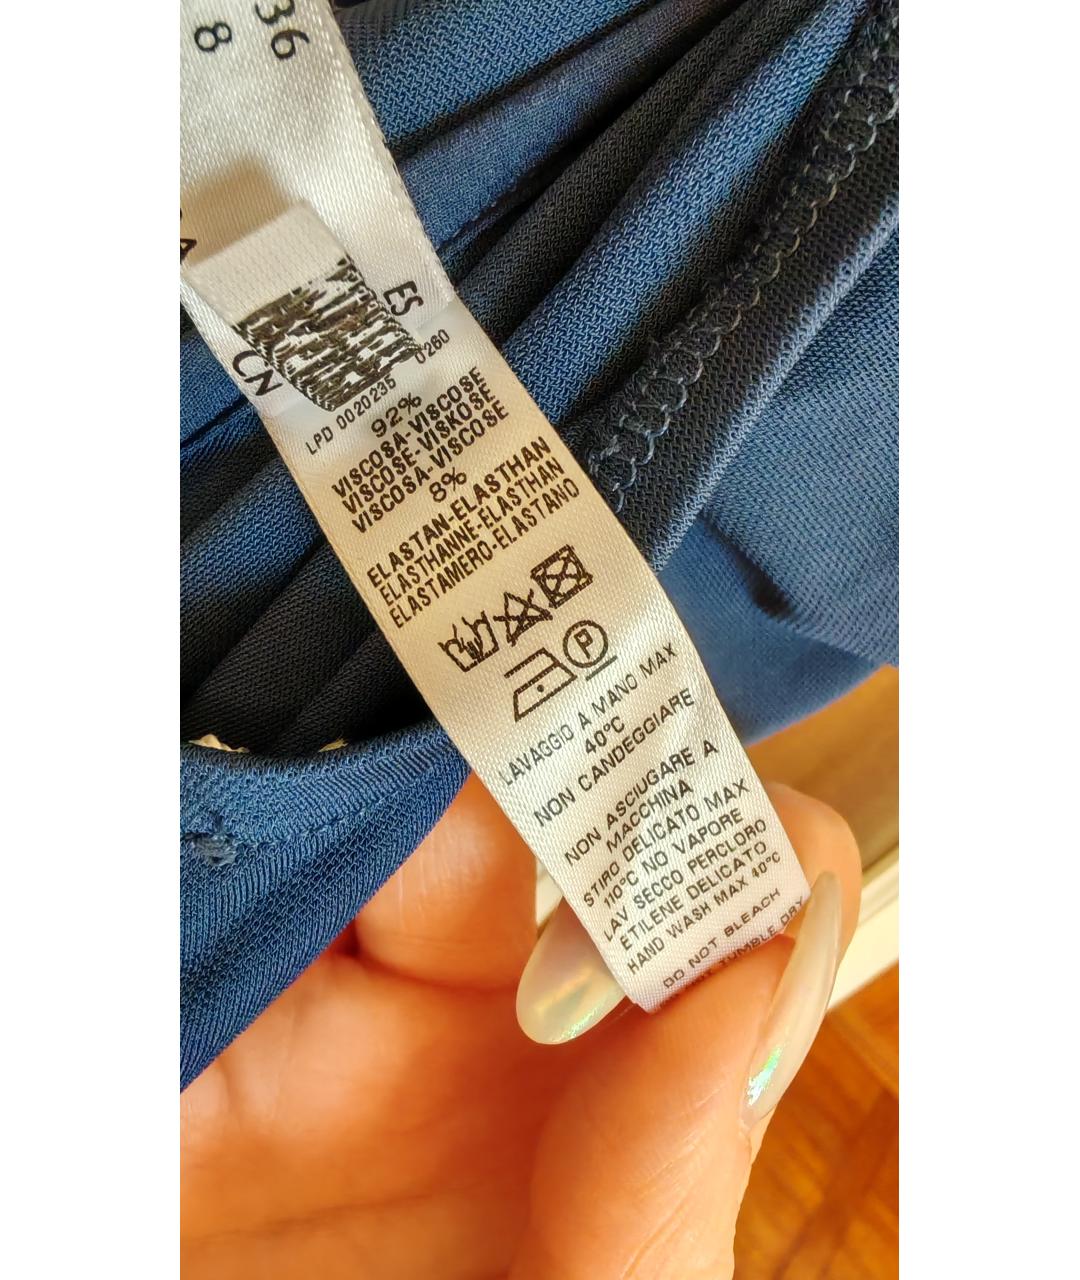 36
8
ES
CN
LPD 0020235 0260
92%
VISCOSA-VISCOSE
VISCOSE-VISKOSE
VISCOSA-VISCOSE
8%
ELASTAN-ELASTHAN
ELASTHANNE-ELASTHAN
ELASTAMERO-ELASTANO
P
LAVAGGIO A MANO MAX
40°C
NON CANDEGGIARE
NON ASCIUGARE A
MACCHINA
STIRO DELICATO MAX
110°C NO VAPORE
LAV SECCO PERCLORO
ETILENE DELICATO
HAND WASH MAX 40°C
DO NOT BLEACH
TUMBLE DRY